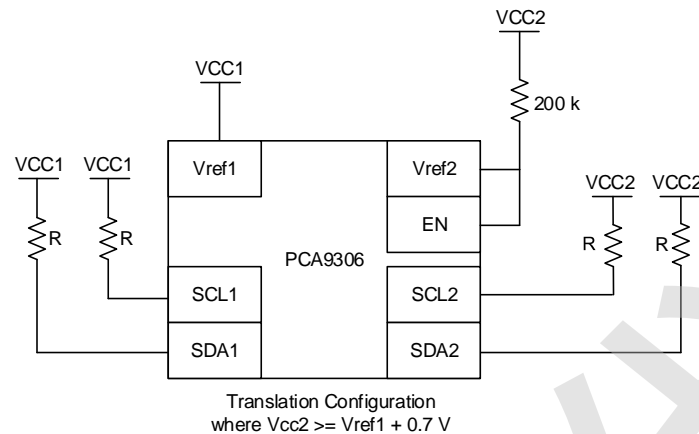 VCC2
VCC1
200 k
VCC1 VCC1
Vref1
Vref2
VCC2 VCC2
EN
R
R
R
R
PCA9306
SCL1
SCL2
SDA1
SDA2
Translation Configuration
where Vcc2 >= Vref1 + 0.7 V